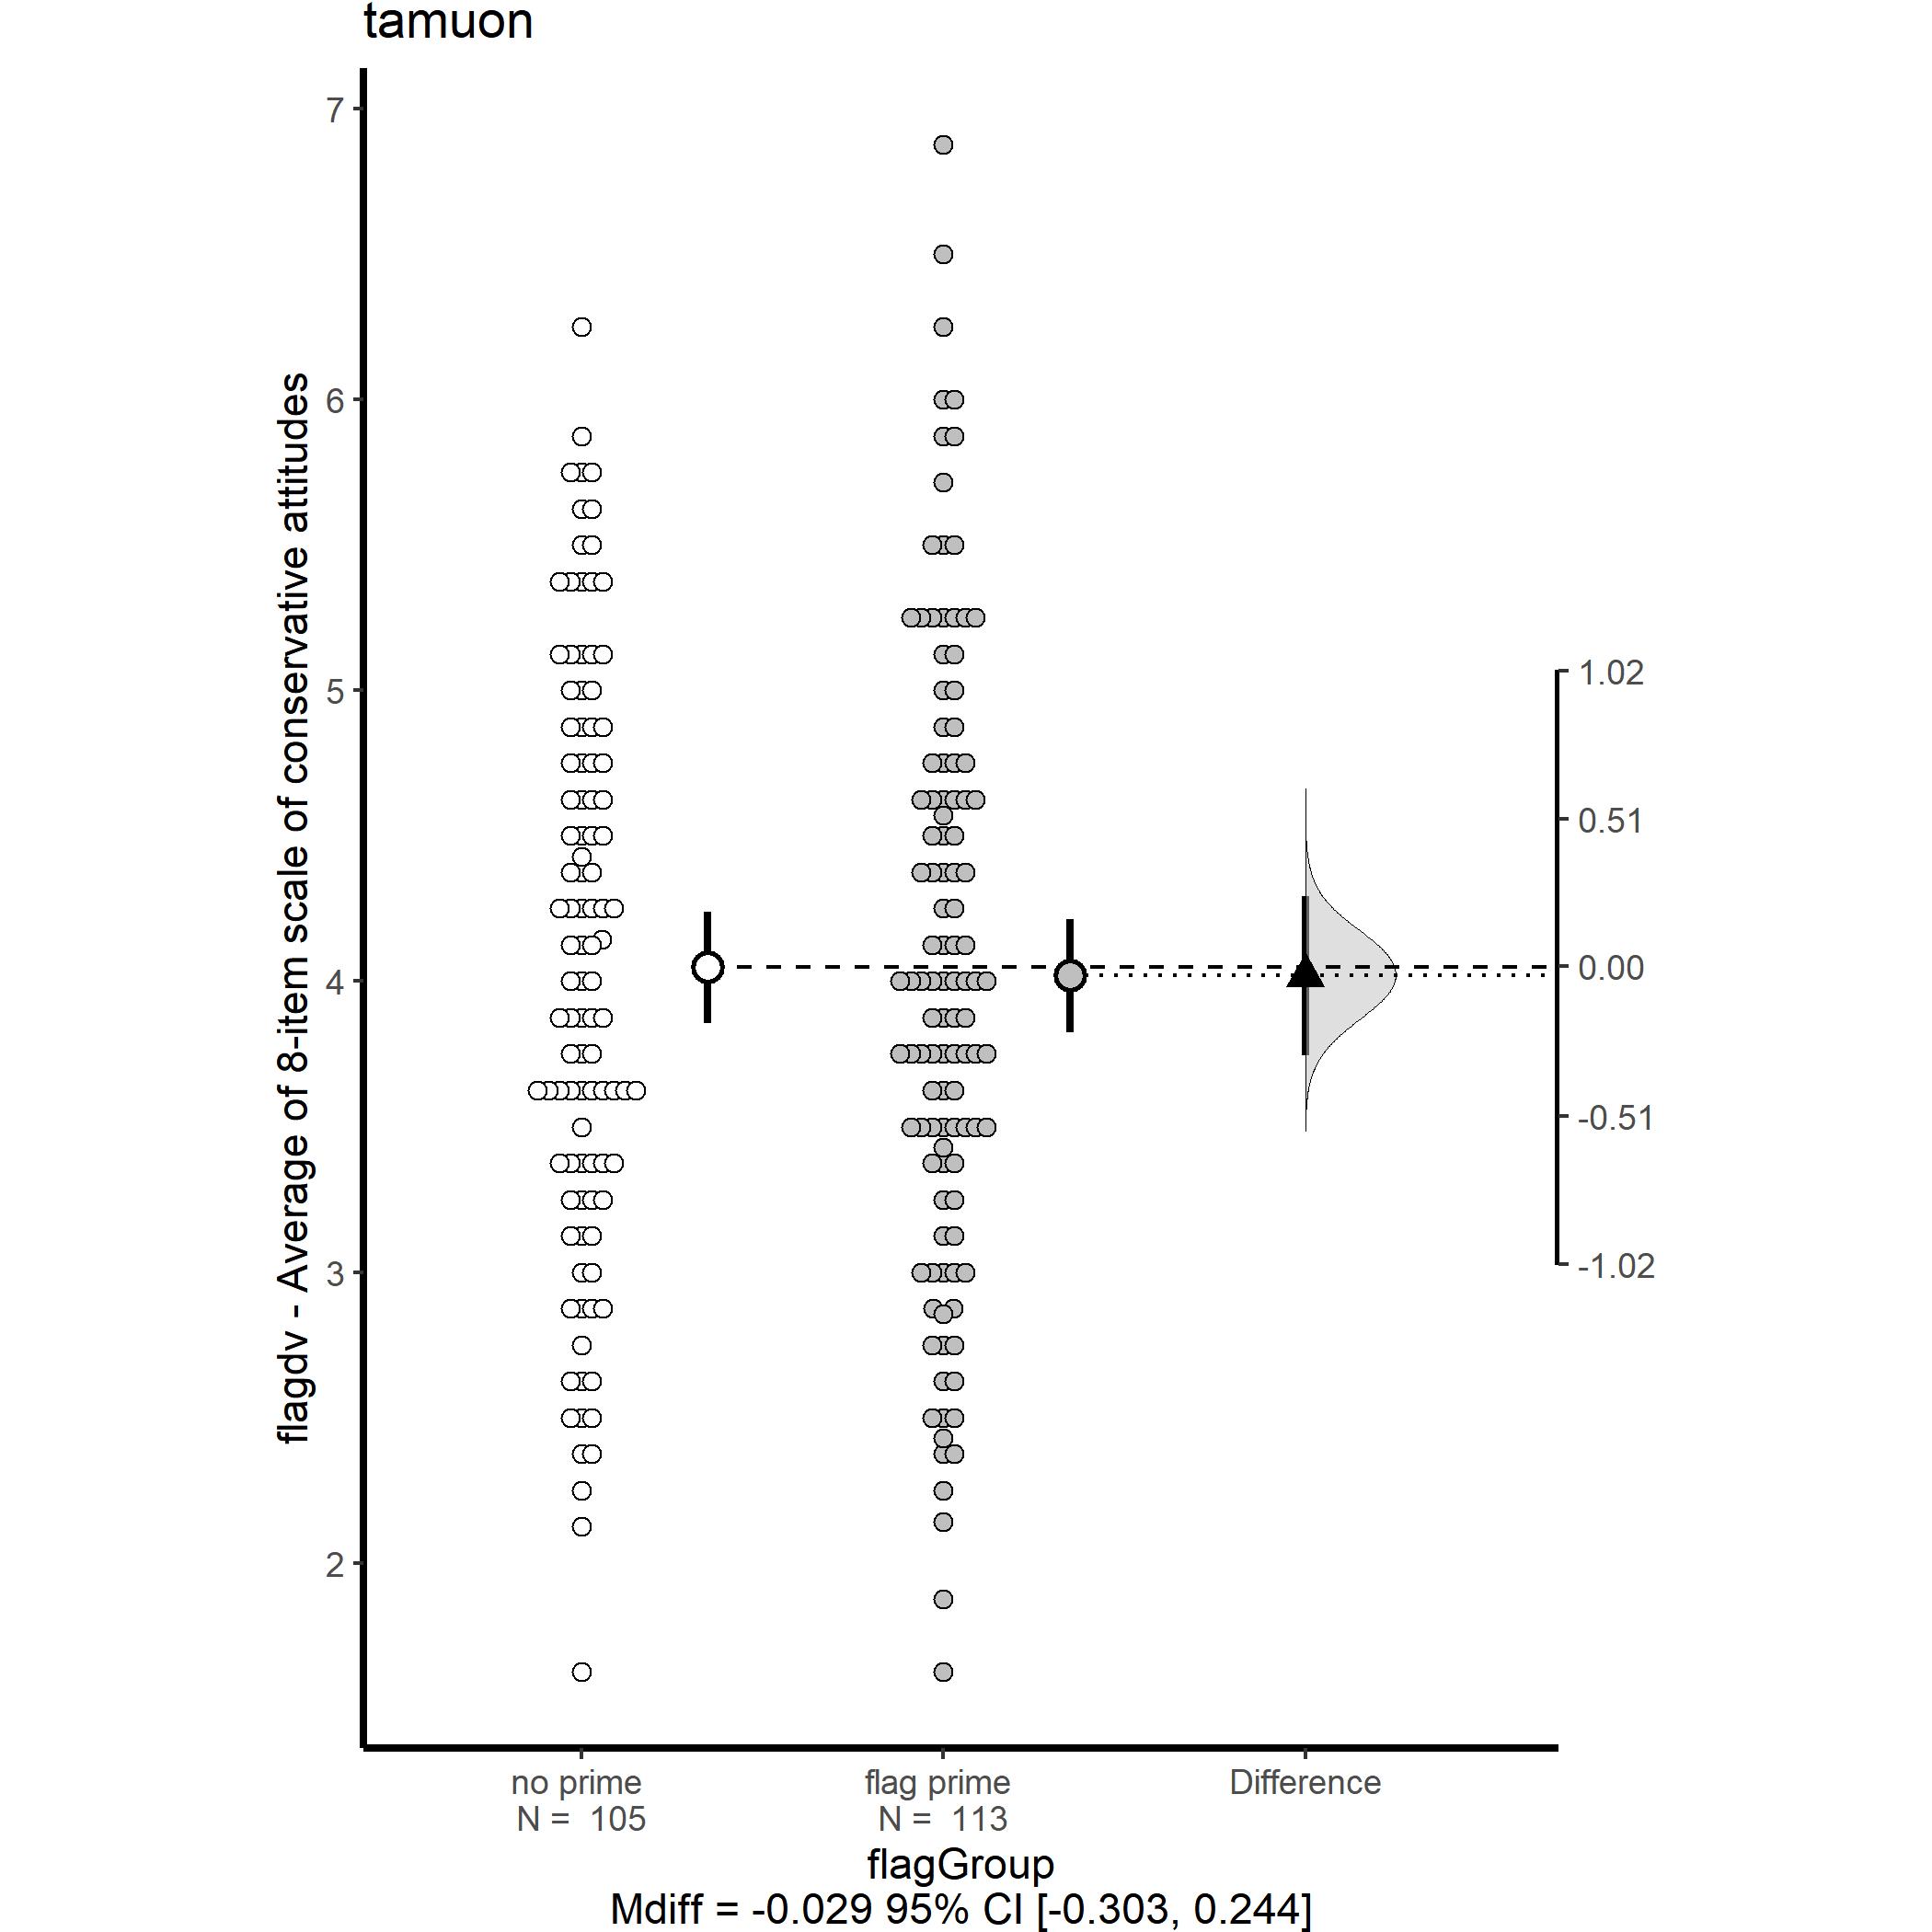 tamuon
flagdv - Average of 8-item scale of conservative attitudes
7
6
5
4
3
2
1.02
0.51
0.00
-0.51
-1.02
no prime
N = 105
flag prime
N = 113
Difference
flagGroup
Mdiff = -0.029 95% CI [-0.303, 0.244]